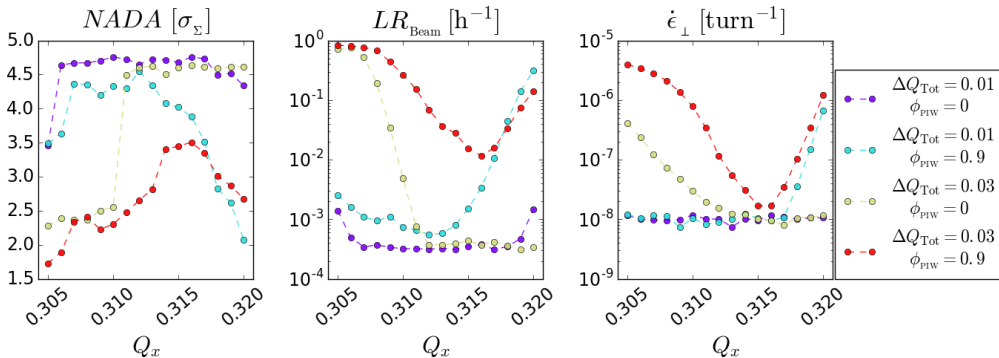 NADA [σ_Σ]
5.0
4.5
4.0
3.5
3.0
2.5
2.0
1.5
0.305
0.310
0.315
0.320
Q_x
LR_Beam [h⁻¹]
10⁰
10⁻¹
10⁻²
10⁻³
10⁻⁴
0.305
0.310
0.315
0.320
Q_x
ϵ̇_⊥ [turn⁻¹]
10⁻⁵
10⁻⁶
10⁻⁷
10⁻⁸
10⁻⁹
0.305
0.310
0.315
0.320
Q_x
ΔQ_Tot = 0.01
ϕ_PIW = 0
ΔQ_Tot = 0.01
ϕ_PIW = 0.9
ΔQ_Tot = 0.03
ϕ_PIW = 0
ΔQ_Tot = 0.03
ϕ_PIW = 0.9